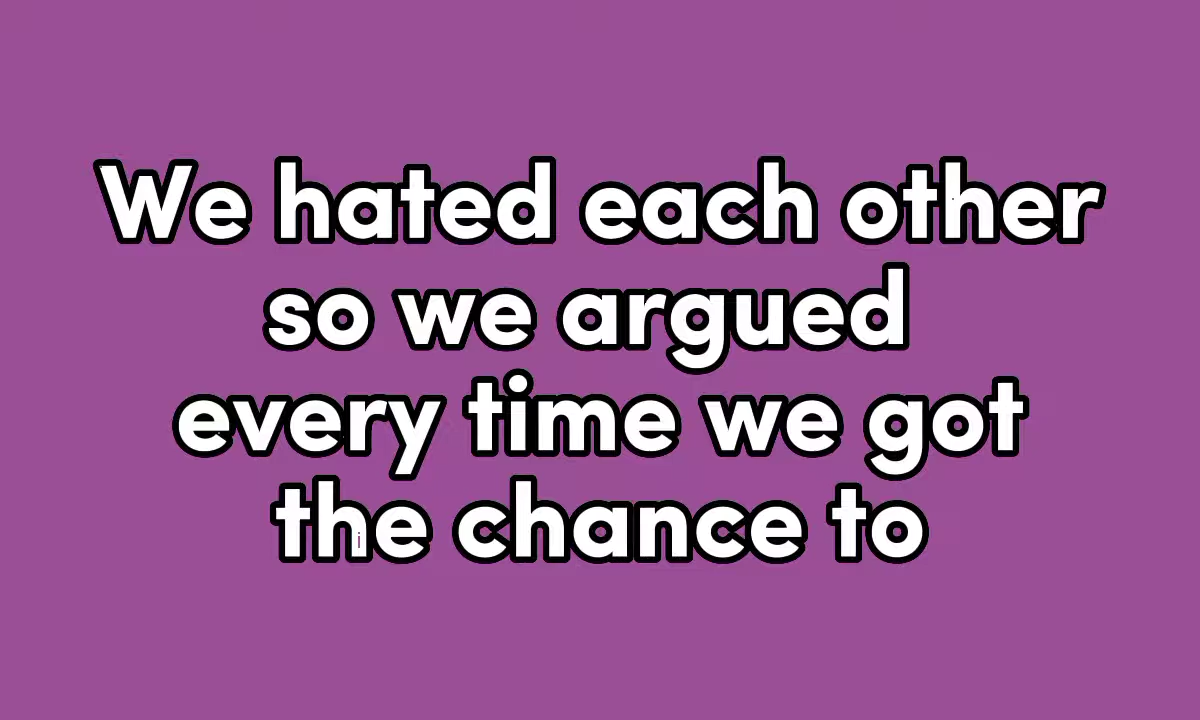 We hated each other
so we argued
every time we got
the chance to